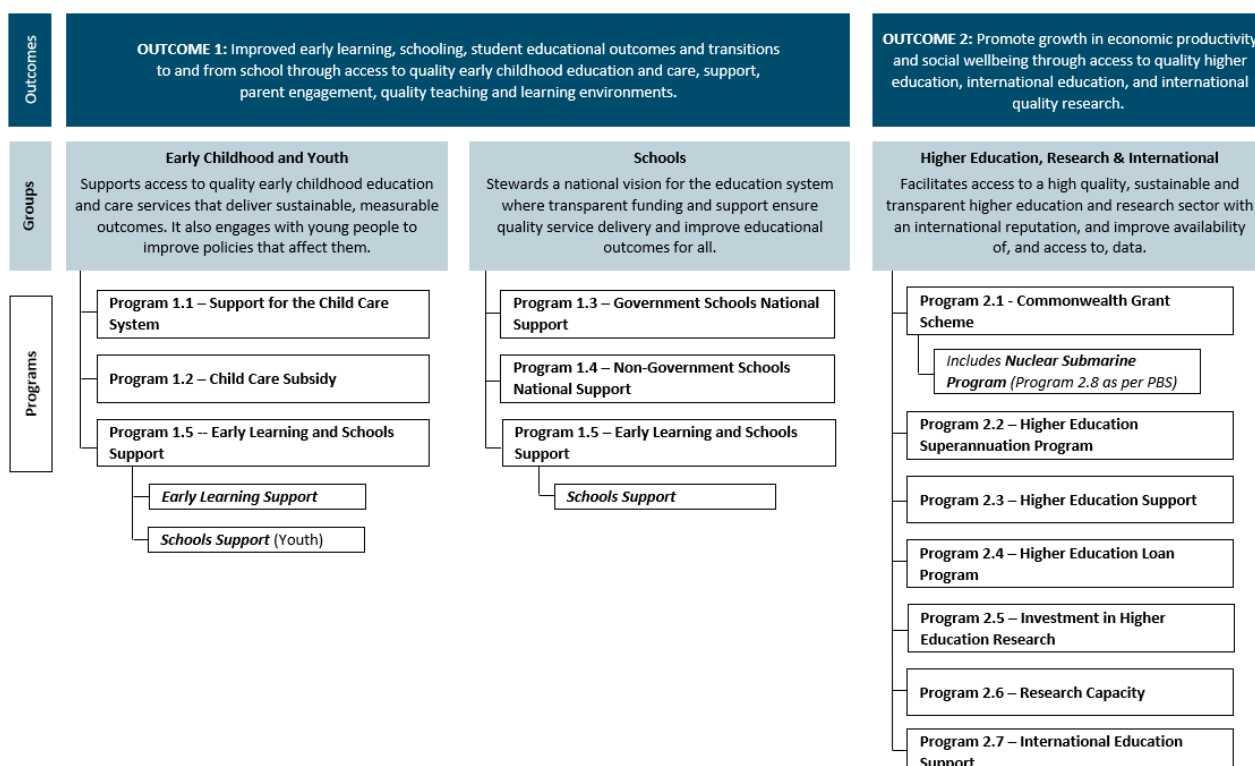 Outcomes
OUTCOME 1: Improved early learning, schooling, student educational outcomes and transitions
to and from school through access to quality early childhood education and care, support,
parent engagement, quality teaching and learning environments.
OUTCOME 2: Promote growth in economic productivity
and social wellbeing through access to quality higher
education, international education, and international
quality research.
Groups
Early Childhood and Youth
Supports access to quality early childhood education
and care services that deliver sustainable, measurable
outcomes. It also engages with young people to
improve policies that affect them.
Schools
Stewards a national vision for the education system
where transparent funding and support ensure
quality service delivery and improve educational
outcomes for all.
Higher Education, Research & International
Facilitates access to a high quality, sustainable and
transparent higher education and research sector with
an international reputation, and improve availability
of, and access to, data.
Programs
Program 1.1 – Support for the Child Care
System
Program 1.2 – Child Care Subsidy
Program 1.5 -- Early Learning and Schools
Support
Early Learning Support
Schools Support (Youth)
Program 1.3 – Government Schools National
Support
Program 1.4 – Non-Government Schools
National Support
Program 1.5 – Early Learning and Schools
Support
Schools Support
Program 2.1 - Commonwealth Grant
Scheme
Includes Nuclear Submarine
Program (Program 2.8 as per PBS)
Program 2.2 – Higher Education
Superannuation Program
Program 2.3 – Higher Education Support
Program 2.4 – Higher Education Loan
Program
Program 2.5 – Investment in Higher
Education Research
Program 2.6 – Research Capacity
Program 2.7 – International Education
Support